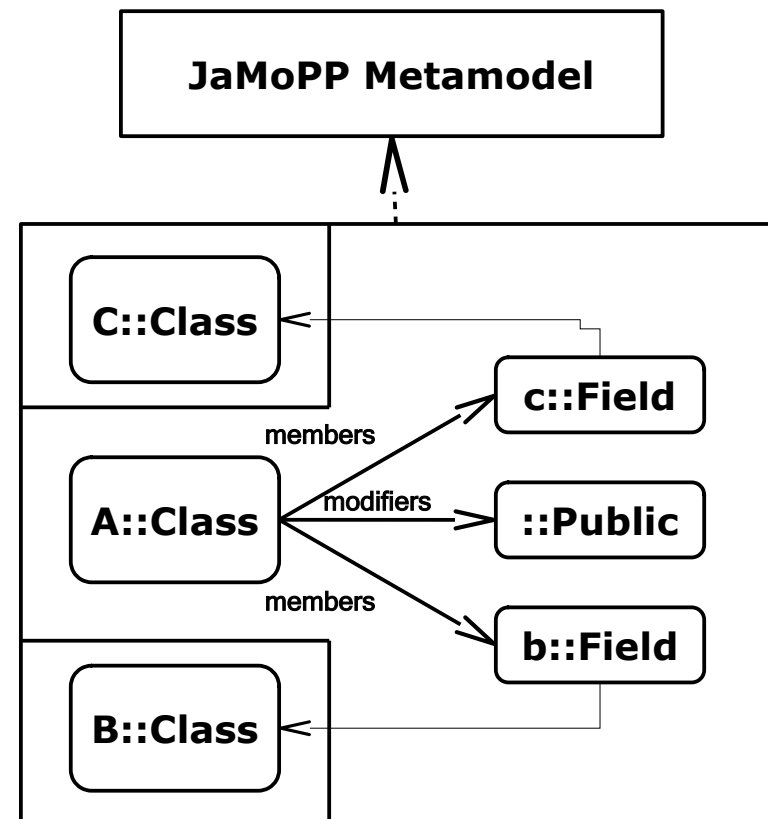 JaMoPP Metamodel
C::Class
c::Field
members
A::Class
modifiers
::Public
members
b::Field
B::Class